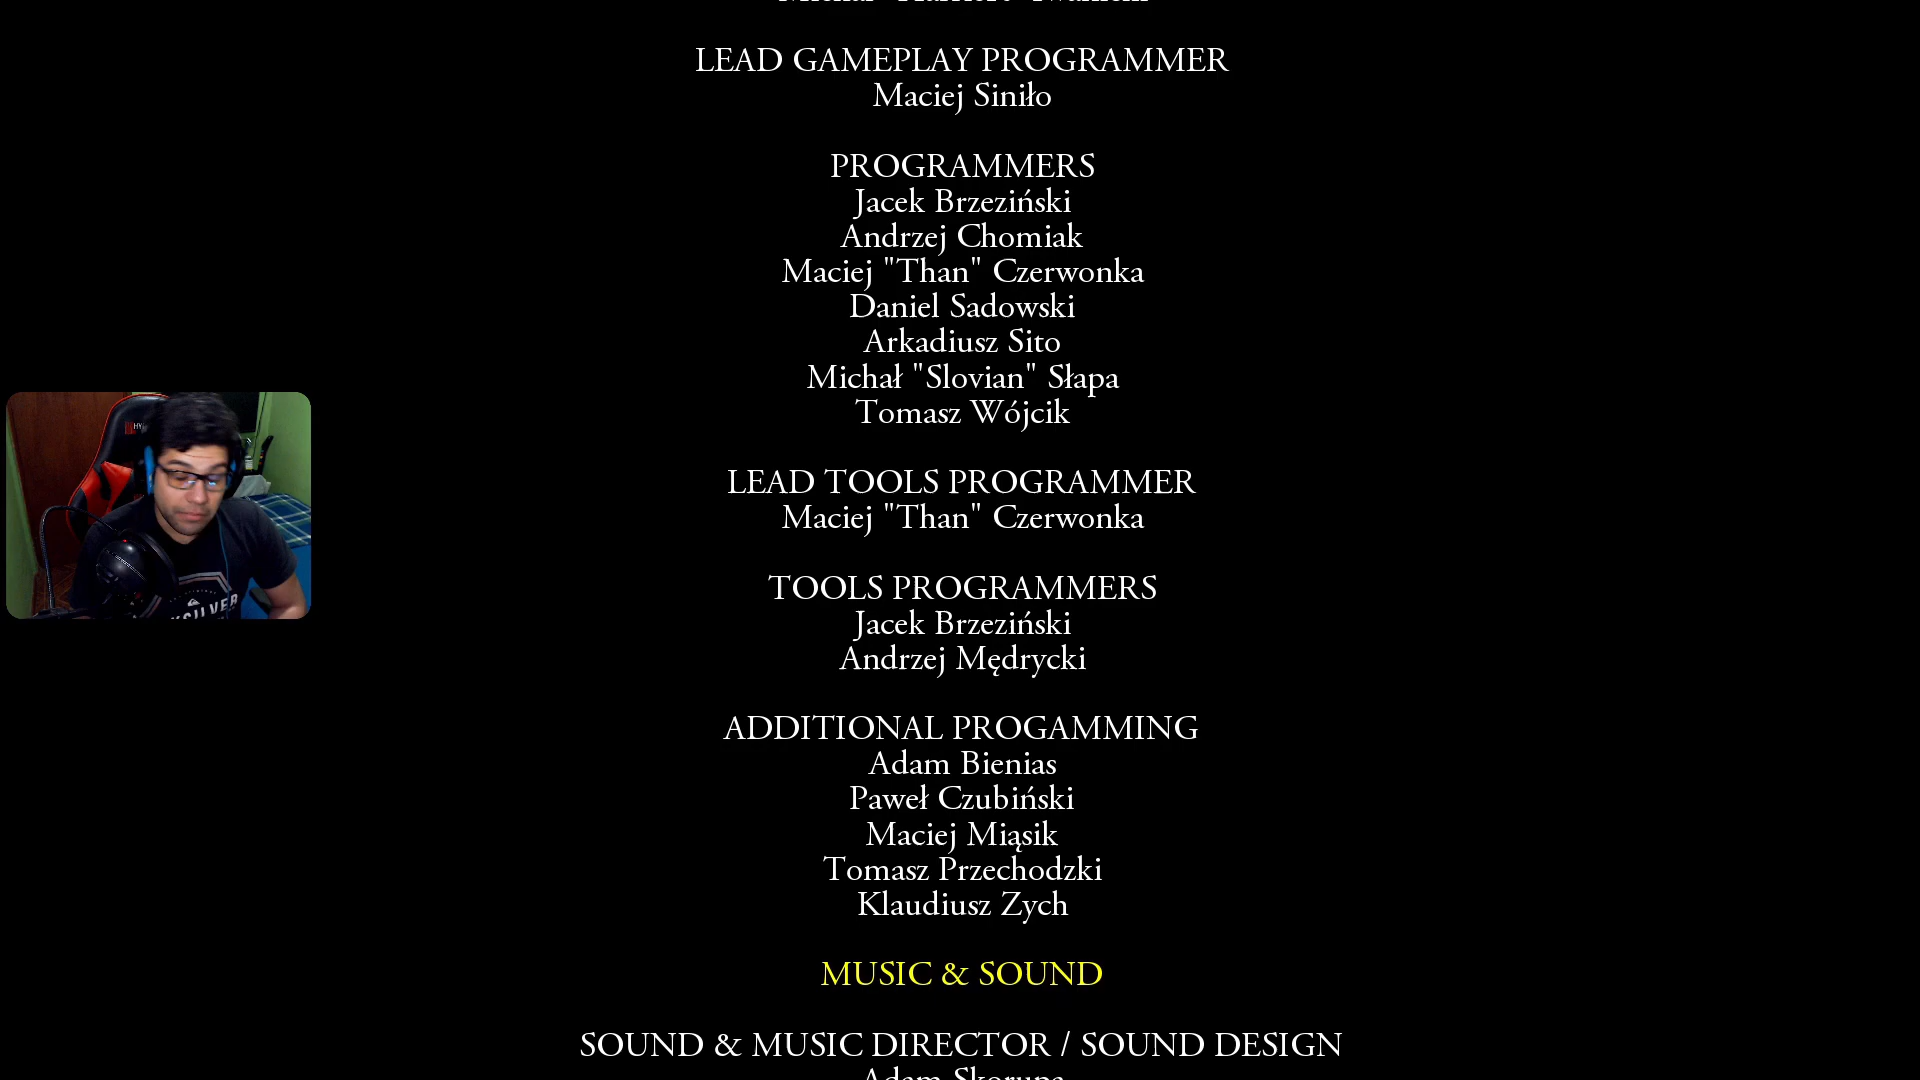 LEAD GAMEPLAY PROGRAMMER
Maciej Siniło
PROGRAMMERS
Jacek Brzeziński
Andrzej Chomiak
Maciej "Than" Czerwonka
Daniel Sadowski
Arkadiusz Sito
Michał "Slovian" Słapa
Tomasz Wójcik
LEAD TOOLS PROGRAMMER
Maciej "Than" Czerwonka
TOOLS PROGRAMMERS
Jacek Brzeziński
Andrzej Mędrycki
ADDITIONAL PROGAMMING
Adam Bienias
Paweł Czubiński
Maciej Miąsik
Tomasz Przechodzki
Klaudiusz Zych
MUSIC & SOUND
SOUND & MUSIC DIRECTOR / SOUND DESIGN
Adam Skorupa